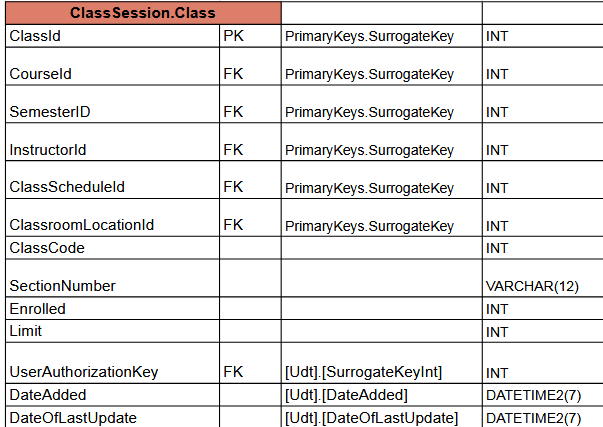 ClassSession.Class
ClassId PK PrimaryKeys.SurrogateKey INT
CourseId FK PrimaryKeys.SurrogateKey INT
SemesterID FK PrimaryKeys.SurrogateKey INT
InstructorId FK PrimaryKeys.SurrogateKey INT
ClassScheduleId FK PrimaryKeys.SurrogateKey INT
ClassroomLocationId FK PrimaryKeys.SurrogateKey INT
ClassCode INT
SectionNumber VARCHAR(12)
Enrolled INT
Limit INT
UserAuthorizationKey FK [Udt].[SurrogateKeyInt] INT
DateAdded [Udt].[DateAdded] DATETIME2(7)
DateOfLastUpdate [Udt].[DateOfLastUpdate] DATETIME2(7)